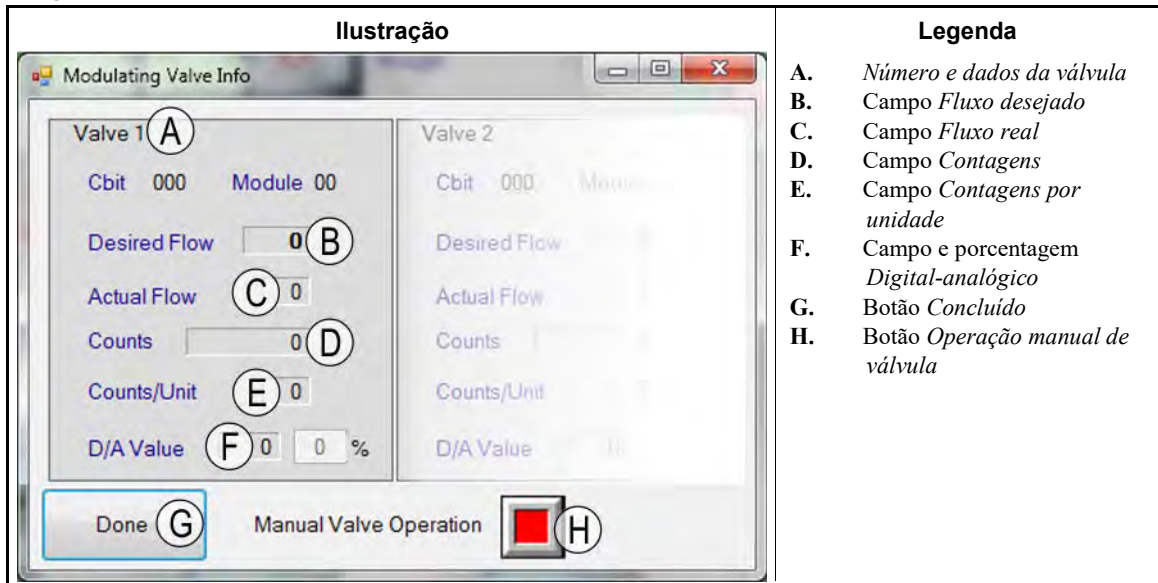 Ilustração
Legenda
Modulating Valve Info
Valve 1 A
Cbit 000 Module 00
Desired Flow 0 B
Actual Flow C 0
Counts 0 D
Counts/Unit E 0
D/A Value F 0 0 %
Valve 2
Cbit 000
Desired Flow
Actual Flow
Counts
Counts/Unit
D/A Value
Done G Manual Valve Operation H
A. Número e dados da válvula
B. Campo Fluxo desejado
C. Campo Fluxo real
D. Campo Contagens
E. Campo Contagens por
unidade
F. Campo e porcentagem
Digital-analógico
G. Botão Concluído
H. Botão Operação manual de
válvula